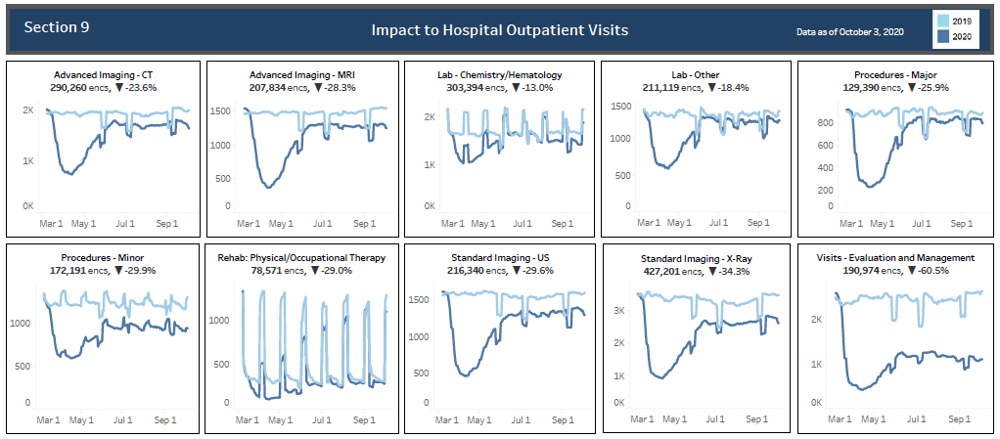 Section 9
Impact to Hospital Outpatient Visits
Data as of October 3, 2020
2019
2020
Advanced Imaging - CT
290,260 encs, ▼ -23.6%
2K
1K
0K
Mar 1 May 1 Jul 1 Sep 1
Advanced Imaging - MRI
207,834 encs, ▼ -28.3%
1500
1000
500
0
Mar 1 May 1 Jul 1 Sep 1
Lab - Chemistry/Hematology
303,394 encs, ▼ -13.0%
2K
1K
0K
Mar 1 May 1 Jul 1 Sep 1
Lab - Other
211,119 encs, ▼ -18.4%
1500
1000
500
0
Mar 1 May 1 Jul 1 Sep 1
Procedures - Major
129,390 encs, ▼ -25.9%
800
600
400
200
0
Mar 1 May 1 Jul 1 Sep 1
Procedures - Minor
172,191 encs, ▼ -29.9%
1000
500
0
Mar 1 May 1 Jul 1 Sep 1
Rehab: Physical/Occupational Therapy
78,571 encs, ▼ -29.0%
1000
500
0
Mar 1 May 1 Jul 1 Sep 1
Standard Imaging - US
216,340 encs, ▼ -29.6%
1500
1000
500
0
Mar 1 May 1 Jul 1 Sep 1
Standard Imaging - X-Ray
427,201 encs, ▼ -34.3%
3K
2K
1K
0K
Mar 1 May 1 Jul 1 Sep 1
Visits - Evaluation and Management
190,974 encs, ▼ -60.5%
2K
1K
0K
Mar 1 May 1 Jul 1 Sep 1